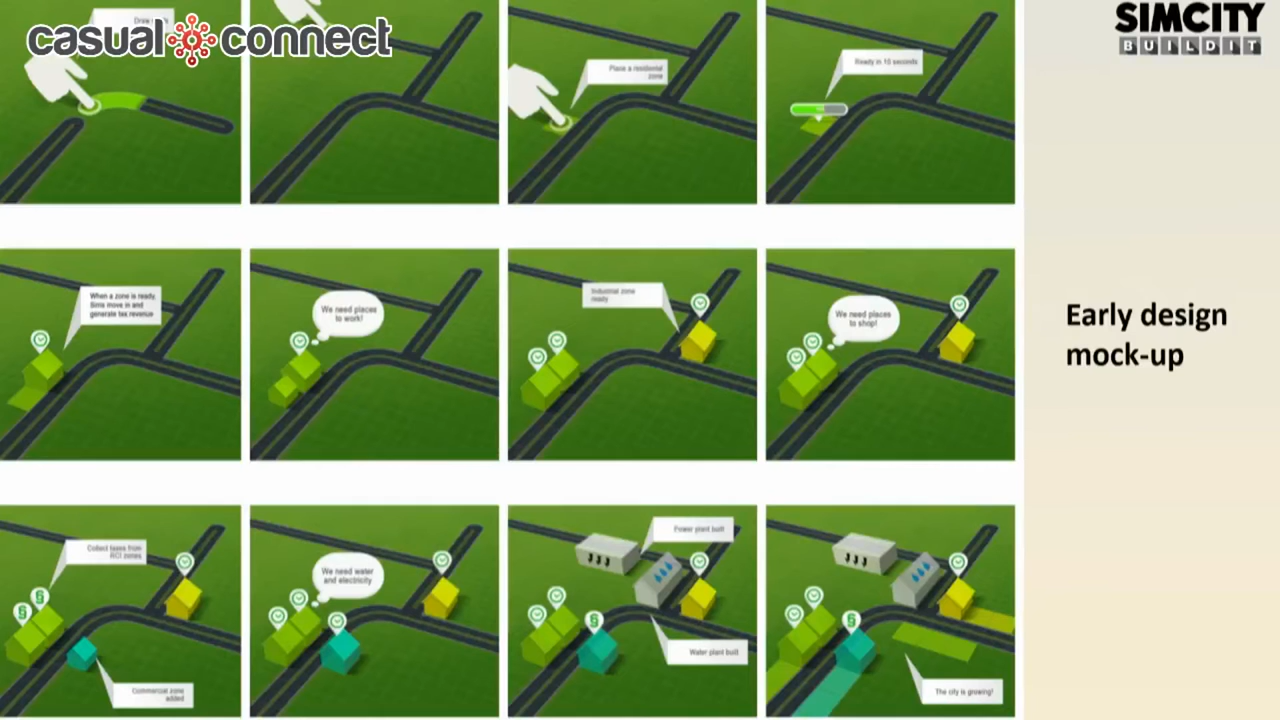 SIMCITY
BUILDIT
casual connect
Draw
Place a residential
zone
Ready in 10 seconds
When a zone is ready,
Sims move in and
generate tax revenue
We need places
to work!
Industrial zone
ready
We need places
to shop!
Early design
mock-up
Collect taxes from
RCI zones
Commercial zone
added
We need water
and electricity
Power plant built
Water plant built
The city is growing!